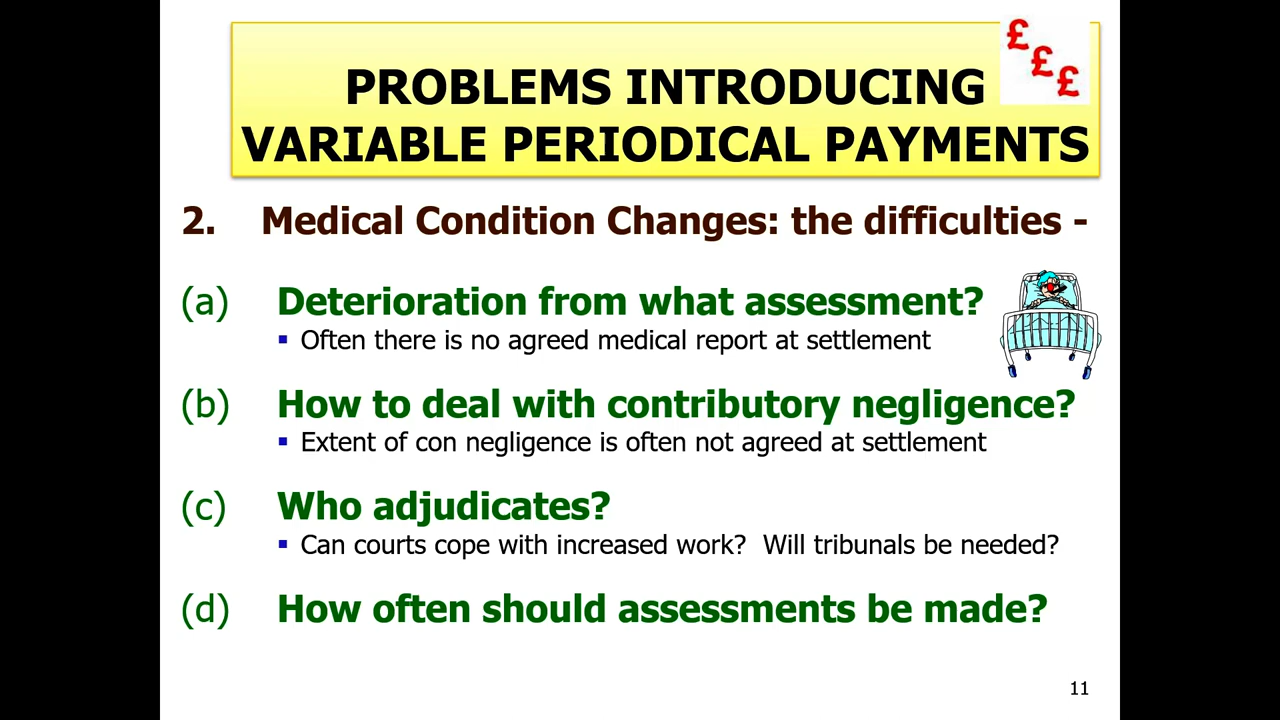 £
£
£
PROBLEMS INTRODUCING
VARIABLE PERIODICAL PAYMENTS
2. Medical Condition Changes: the difficulties -
(a) Deterioration from what assessment?
▪ Often there is no agreed medical report at settlement
(b) How to deal with contributory negligence?
▪ Extent of con negligence is often not agreed at settlement
(c) Who adjudicates?
▪ Can courts cope with increased work? Will tribunals be needed?
(d) How often should assessments be made?
11